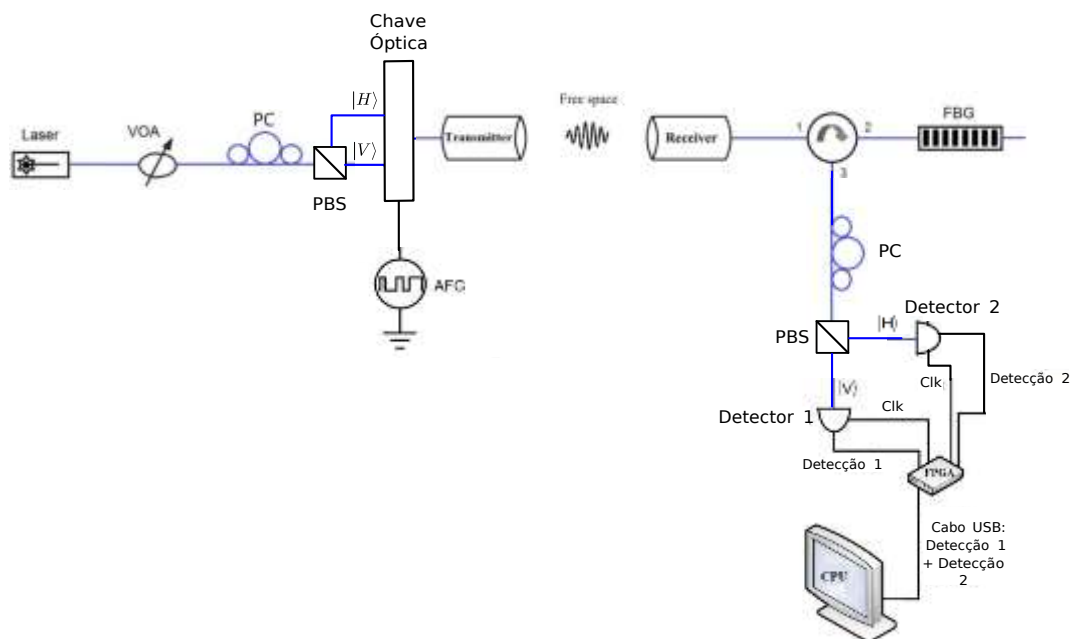 Chave
Óptica
|H⟩
Free space
FBG
Laser
VOA
PC
Transmitter
Receiver
1
2
|V⟩
3
PBS
PC
AFG
Detector 2
PBS
|H⟩
Clk
Detecção 2
|V⟩
Clk
Detector 1
Detecção 1
FPGA
Cabo USB:
Detecção 1
+ Detecção
2
CPU